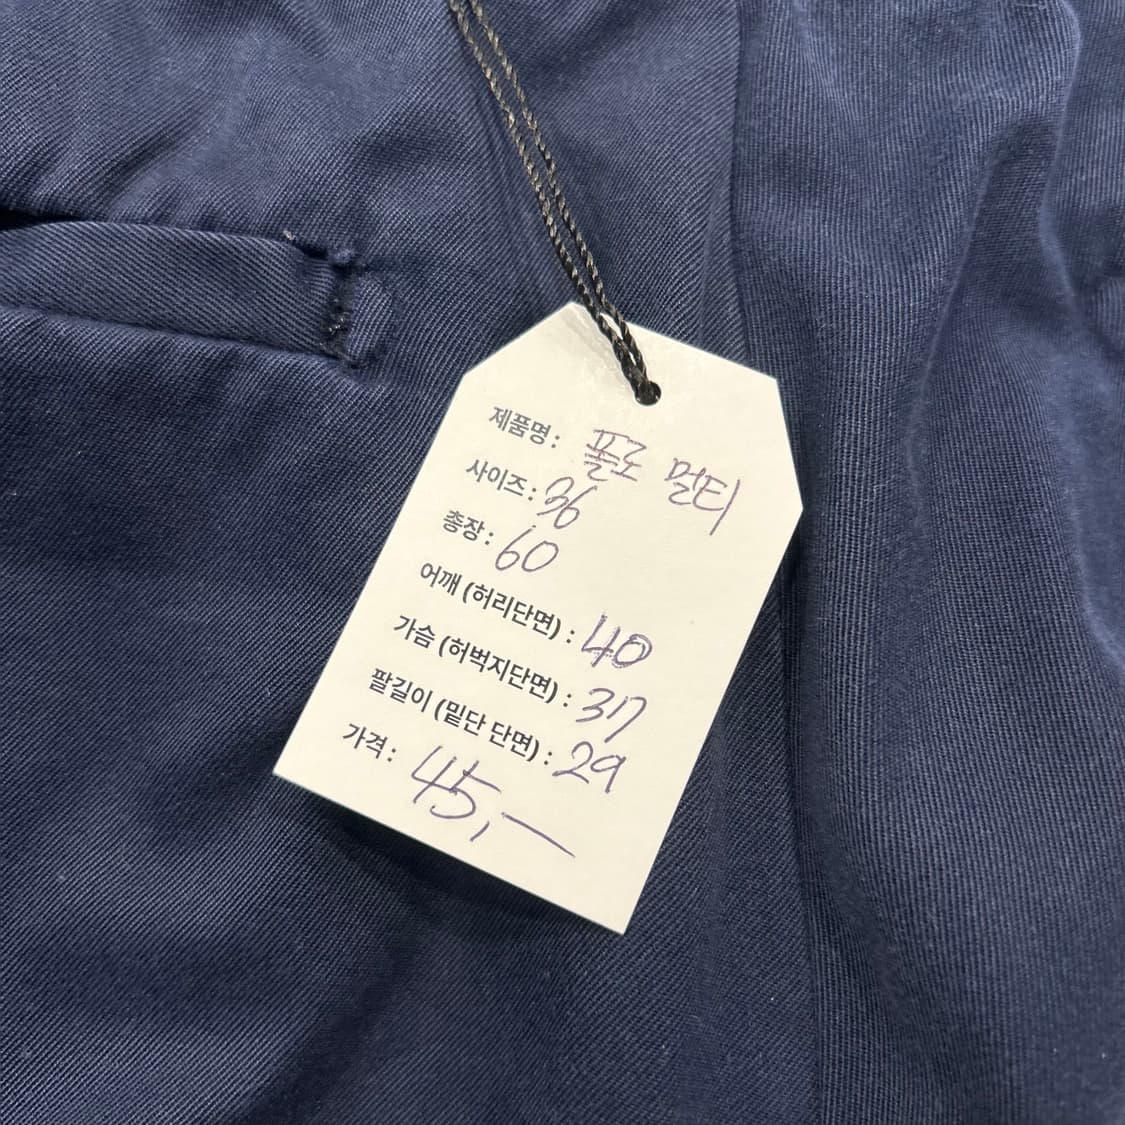 제품명: 폴로 멀티
사이즈: 36
총장: 60
어깨 (허리단면) : 40
가슴 (허벅지단면) : 37
팔길이 (밑단 단면) : 29
가격: 45,—